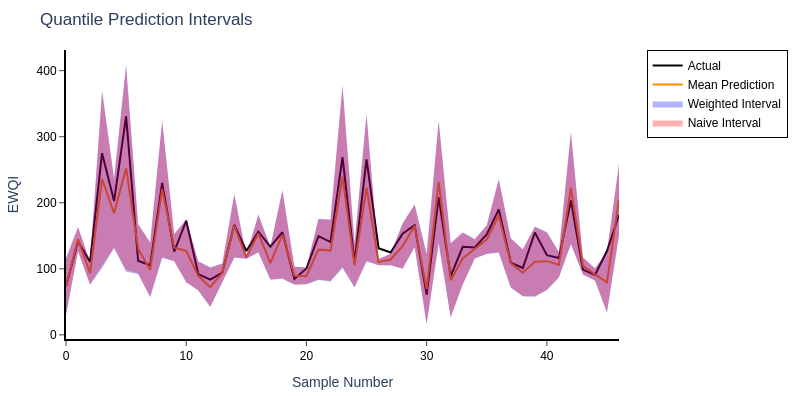 Quantile Prediction Intervals
EWQI
400
300
200
100
0
0
10
20
30
40
Sample Number
Actual
Mean Prediction
Weighted Interval
Naive Interval